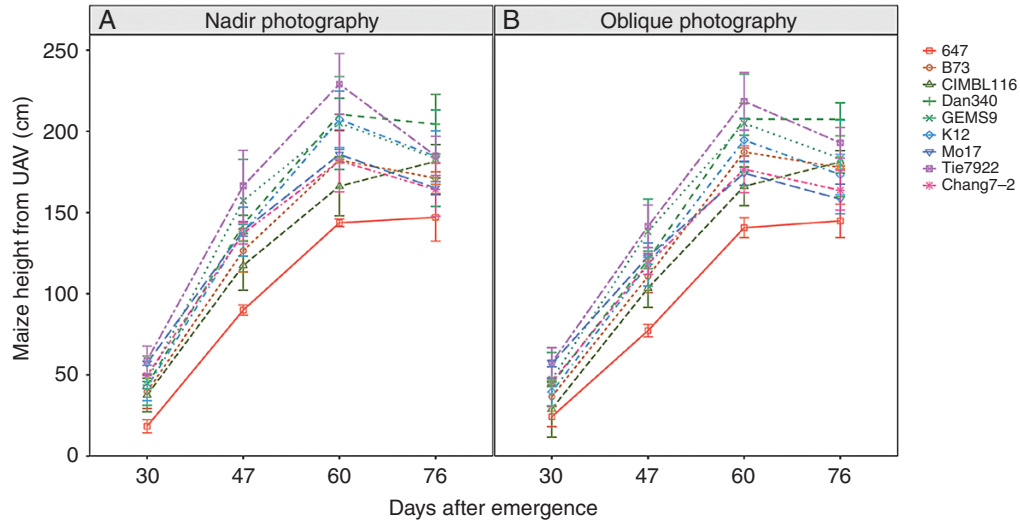 A Nadir photography
B Oblique photography
Maize height from UAV (cm)
250
200
150
100
50
0
30 47 60 76
30 47 60 76
Days after emergence
647
B73
CIMBL116
Dan340
GEMS9
K12
Mo17
Tie7922
Chang7–2